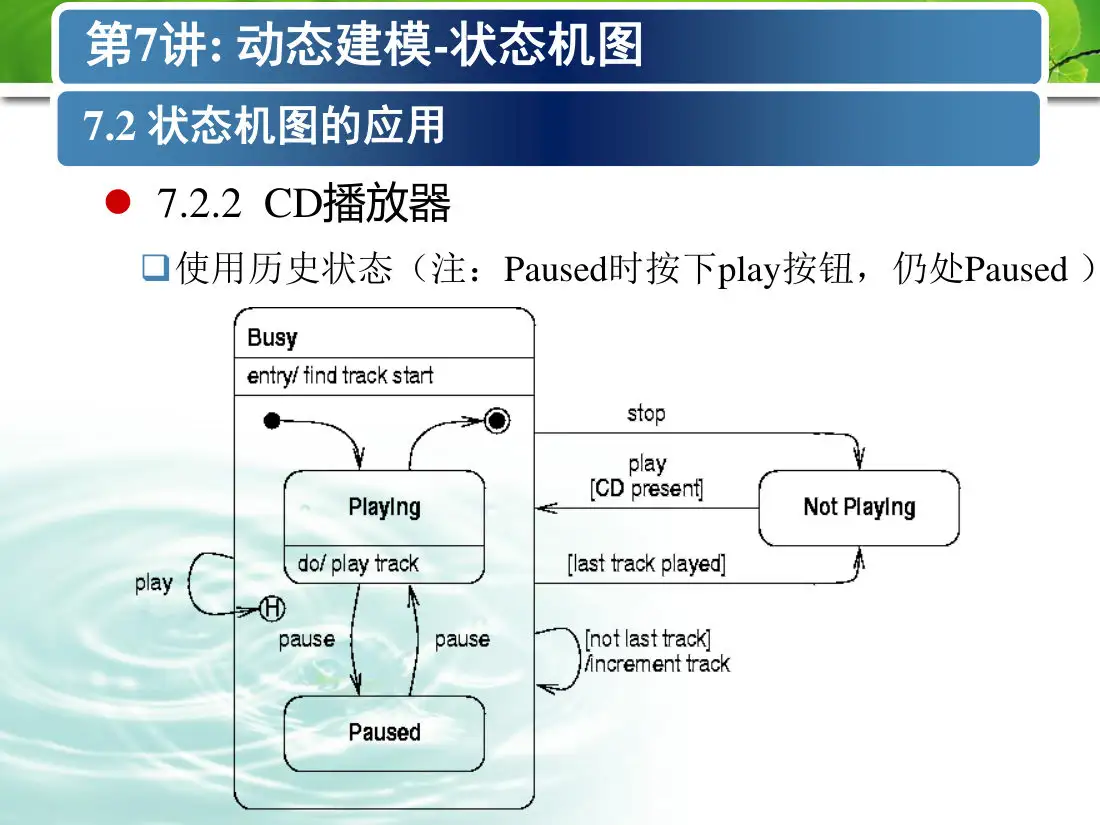 第7讲: 动态建模-状态机图
7.2 状态机图的应用
7.2.2 CD播放器
使用历史状态（注：Paused时按下play按钮，仍处Paused ）
Busy
entry/ find track start
stop
play
[CD present]
Playing
Not Playing
do/ play track
[last track played]
play
H
pause
pause
[not last track]
/increment track
Paused